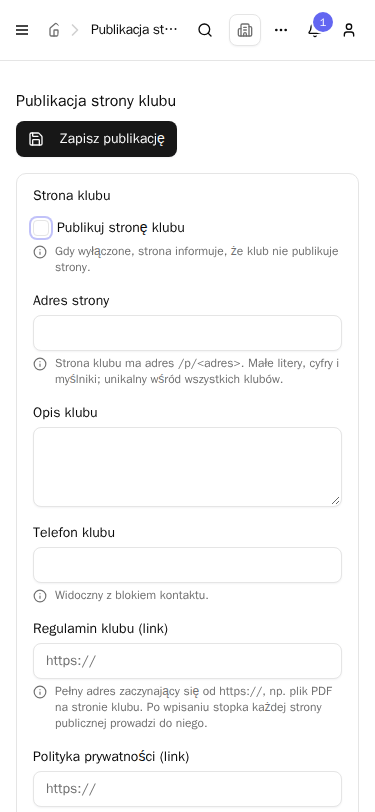 Publikacja st···
1
Publikacja strony klubu
Zapisz publikację
Strona klubu
Publikuj stronę klubu
Gdy wyłączone, strona informuje, że klub nie publikuje
strony.
Adres strony
Strona klubu ma adres /p/<adres>. Małe litery, cyfry i
myślniki; unikalny wśród wszystkich klubów.
Opis klubu
Telefon klubu
Widoczny z blokiem kontaktu.
Regulamin klubu (link)
https://
Pełny adres zaczynający się od https://, np. plik PDF
na stronie klubu. Po wpisaniu stopka każdej strony
publicznej prowadzi do niego.
Polityka prywatności (link)
https://